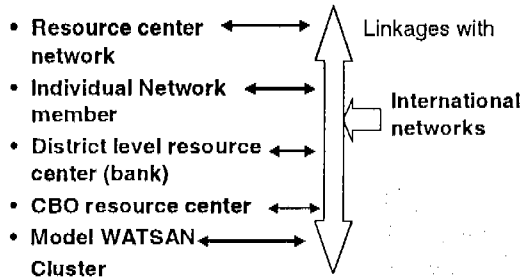 • Resource center
network
• Individual Network
member
• District level resource
center (bank)
• CBO resource center
• Model WATSAN
Cluster
Linkages with
International
networks